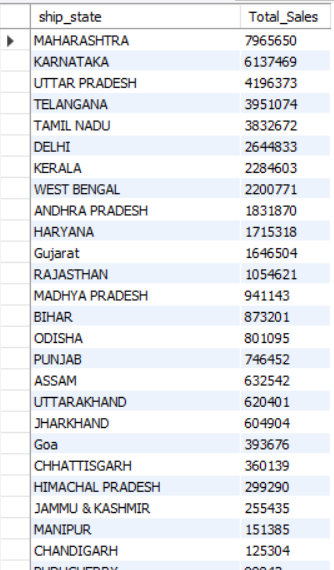 ship_state Total_Sales
MAHARASHTRA 7965650
KARNATAKA 6137469
UTTAR PRADESH 4196373
TELANGANA 3951074
TAMIL NADU 3832672
DELHI 2644833
KERALA 2284603
WEST BENGAL 2200771
ANDHRA PRADESH 1831870
HARYANA 1715318
Gujarat 1646504
RAJASTHAN 1054621
MADHYA PRADESH 941143
BIHAR 873201
ODISHA 801095
PUNJAB 746452
ASSAM 632542
UTTARAKHAND 620401
JHARKHAND 604904
Goa 393676
CHHATTISGARH 360139
HIMACHAL PRADESH 299290
JAMMU & KASHMIR 255435
MANIPUR 151385
CHANDIGARH 125304